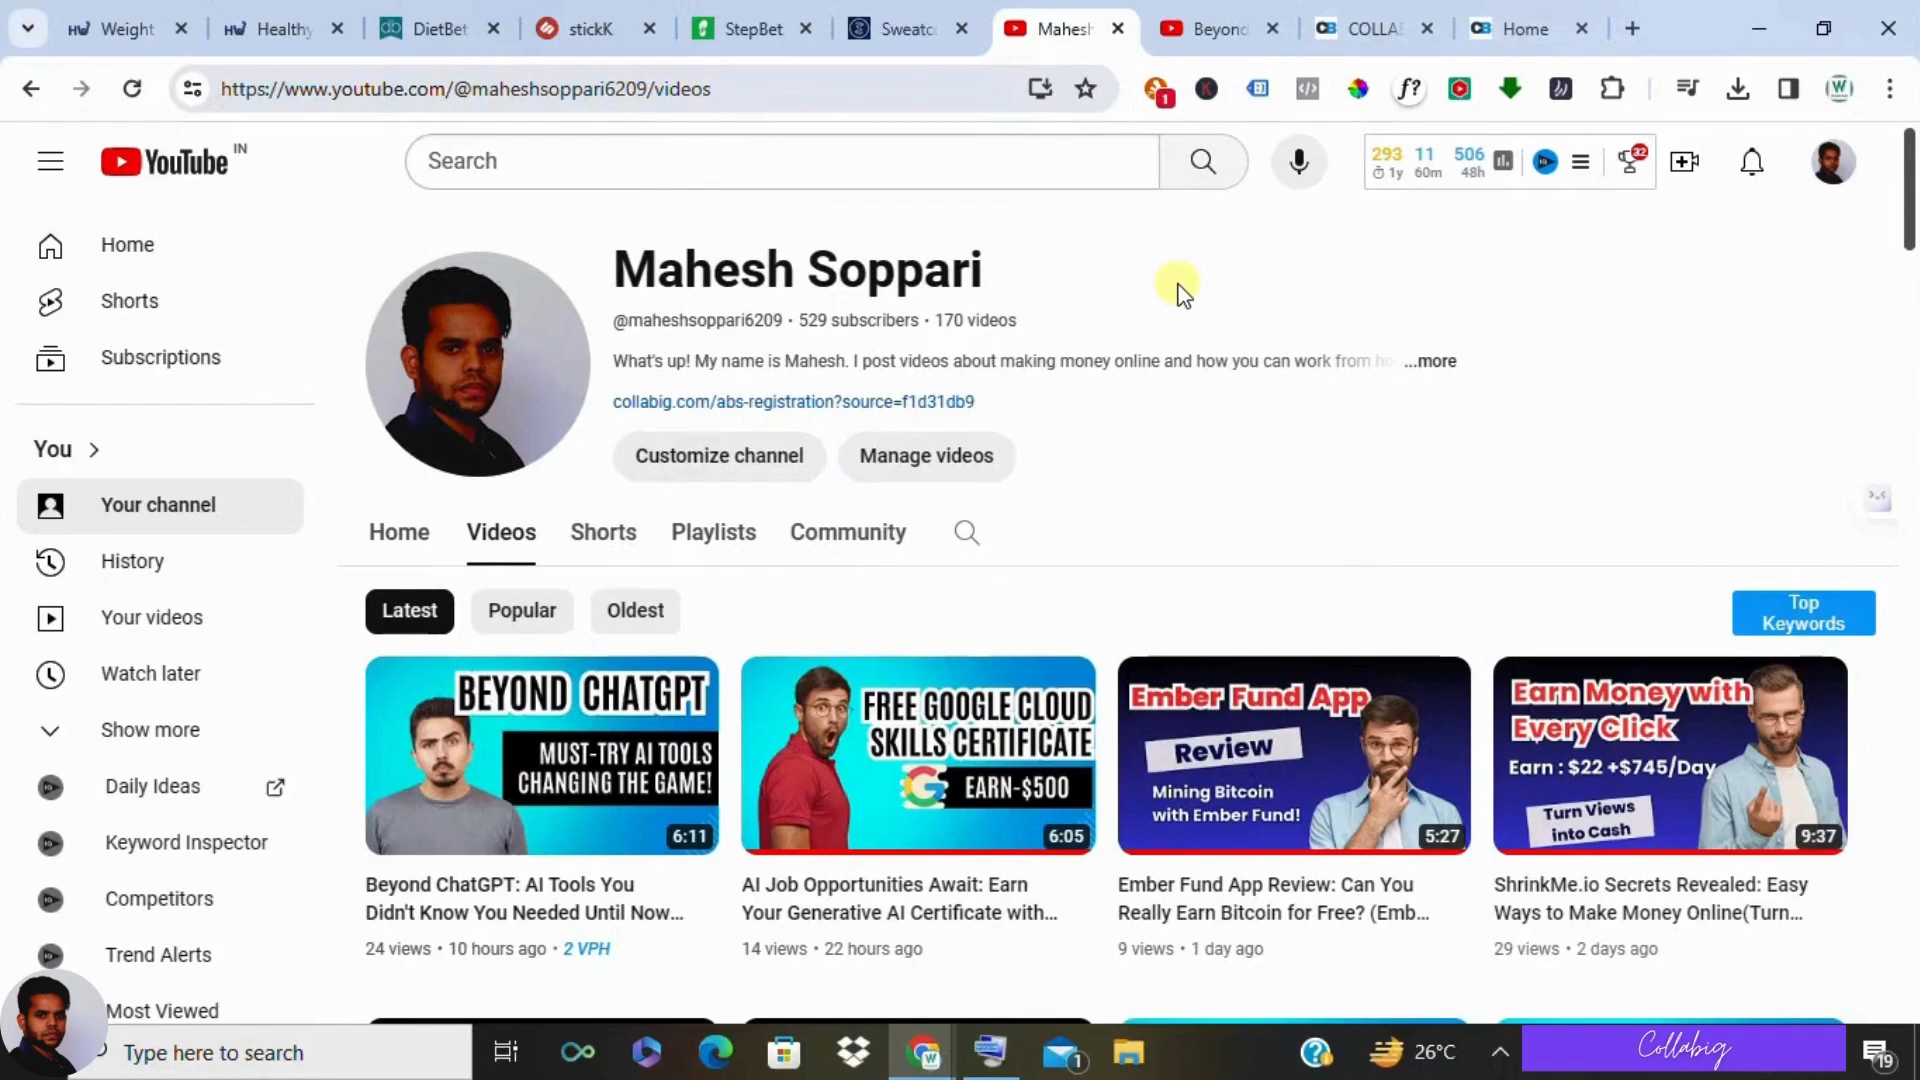 Weight
Healthy
DietBet
stickK
StepBet
Sweatc
Mahesh
Beyond
COLLA
Home
https://www.youtube.com/@maheshsoppari6209/videos
1
YouTube IN
Search
293 11 506
1y 60m 48h
32
Home
Shorts
Subscriptions
You
Your channel
History
Your videos
Watch later
Show more
Daily Ideas
Keyword Inspector
Competitors
Trend Alerts
Most Viewed
Mahesh Soppari
@maheshsoppari6209 • 529 subscribers • 170 videos
What's up! My name is Mahesh. I post videos about making money online and how you can work from ho ...more
collabig.com/abs-registration?source=f1d31db9
Customize channel
Manage videos
Home
Videos
Shorts
Playlists
Community
Latest
Popular
Oldest
Top
Keywords
BEYOND CHATGPT
MUST-TRY AI TOOLS
CHANGING THE GAME!
6:11
Beyond ChatGPT: AI Tools You
Didn't Know You Needed Until Now...
24 views • 10 hours ago • 2 VPH
FREE GOOGLE CLOUD
SKILLS CERTIFICATE
EARN-$500
6:05
AI Job Opportunities Await: Earn
Your Generative AI Certificate with...
14 views • 22 hours ago
Ember Fund App
Review
Mining Bitcoin
with Ember Fund!
5:27
Ember Fund App Review: Can You
Really Earn Bitcoin for Free? (Emb...
9 views • 1 day ago
Earn Money with
Every Click
Earn : $22 +$745/Day
Turn Views
into Cash
9:37
ShrinkMe.io Secrets Revealed: Easy
Ways to Make Money Online(Turn...
29 views • 2 days ago
Type here to search
1
26°C
Collabig
19